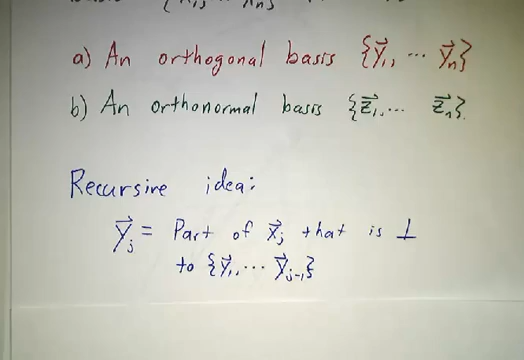 a) An orthogonal basis {y⃗₁, ⋯ y⃗ₙ}
b) An orthonormal basis {z⃗₁, ⋯ z⃗ₙ}.
Recursive idea:
y⃗ⱼ = Part of x⃗ⱼ that is ⊥
to {y⃗₁, ⋯ y⃗ⱼ₋₁}